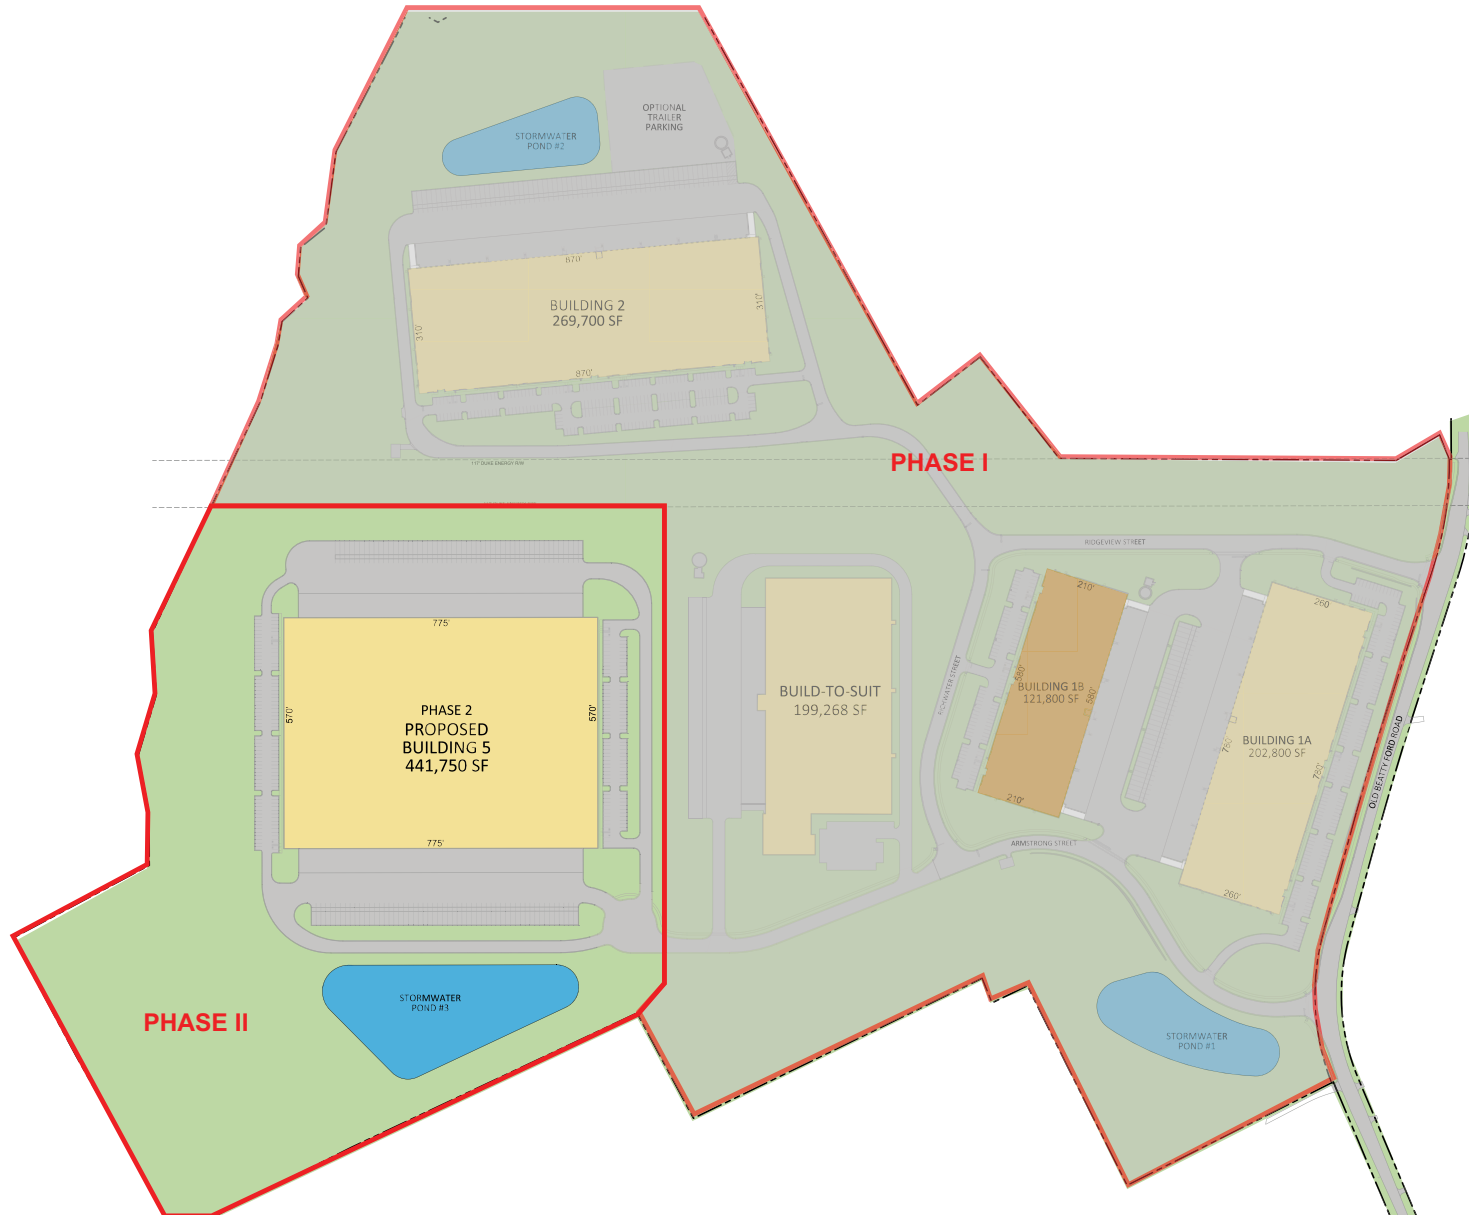 OPTIONAL
TRAILER
PARKING
STORMWATER
POND #2
870'
310'
310'
BUILDING 2
269,700 SF
870'
110' DUKE ENERGY R/W
PHASE I
RIDGEVIEW STREET
775'
570'
570'
PHASE 2
PROPOSED
BUILDING 5
441,750 SF
775'
BUILD-TO-SUIT
199,268 SF
STREET
210'
580'
580'
BUILDING 1B
121,800 SF
210'
260
780'
780'
BUILDING 1A
202,800 SF
260'
OLD BEATTY FORD ROAD
ARMSTRONG STREET
STORMWATER
POND #3
PHASE II
STORMWATER
POND #1